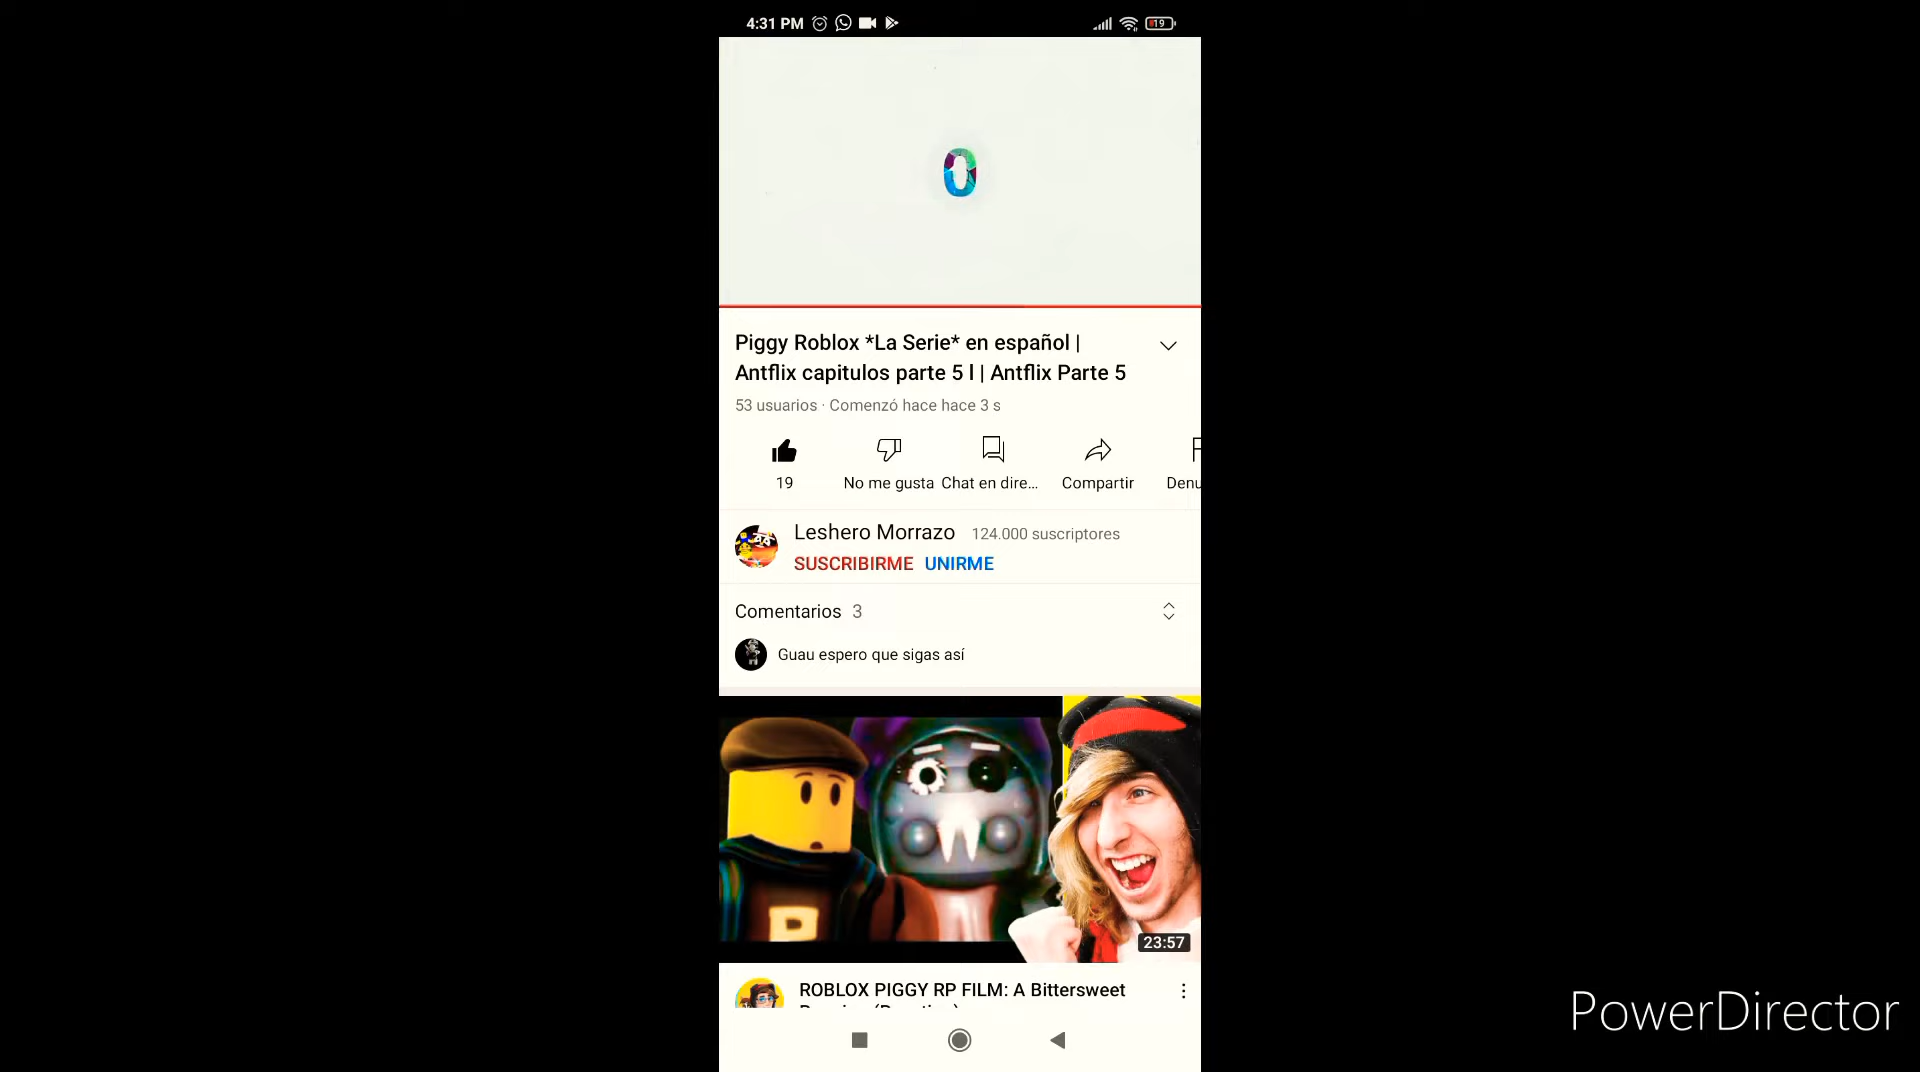 4:31 PM
19
0
Piggy Roblox *La Serie* en español |
Antflix capitulos parte 5 l | Antflix Parte 5
53 usuarios · Comenzó hace hace 3 s
19
No me gusta
Chat en dire...
Compartir
Denu
Leshero Morrazo 124.000 suscriptores
SUSCRIBIRME UNIRME
Comentarios 3
Guau espero que sigas así
P
23:57
ROBLOX PIGGY RP FILM: A Bittersweet
PowerDirector